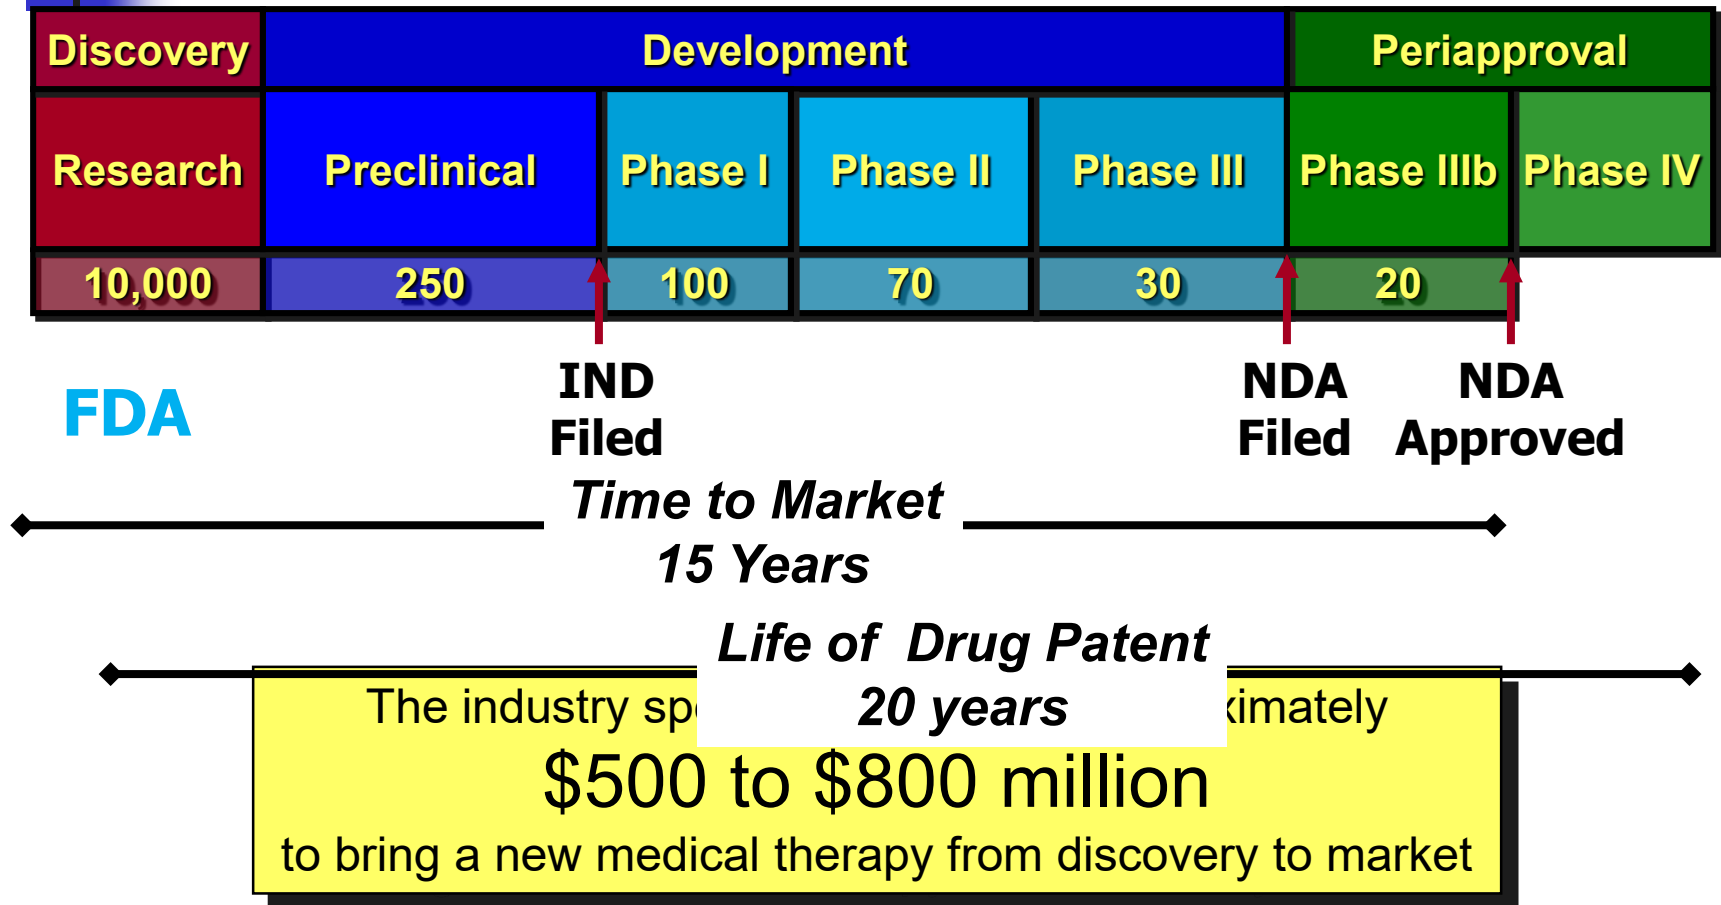 Discovery Development Periapproval
Research Preclinical Phase I Phase II Phase III Phase IIIb Phase IV
10,000 250 100 70 30 20
FDA
IND Filed
NDA Filed
NDA Approved
Time to Market
15 Years
Life of Drug Patent
20 years
The industry
$500 to $800 million
to bring a new medical therapy from discovery to market